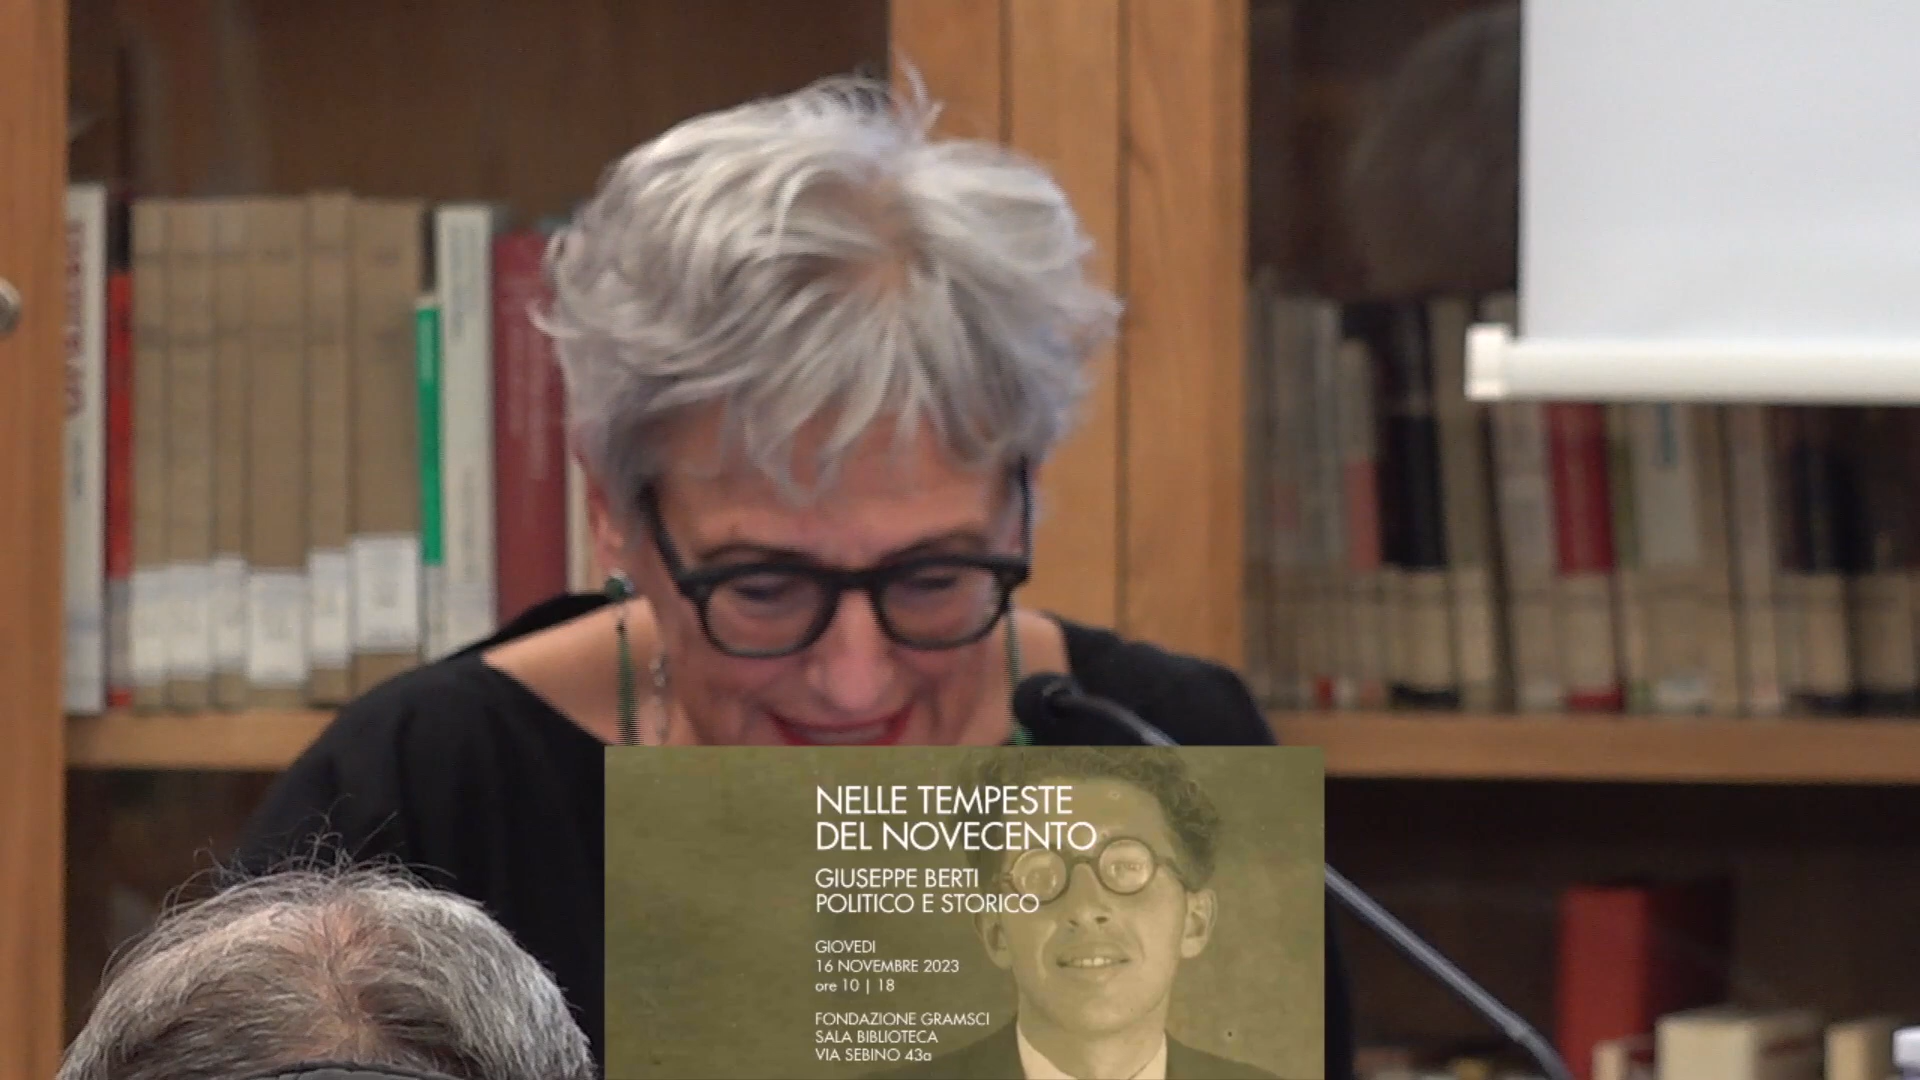 NELLE TEMPESTE
DEL NOVECENTO
GIUSEPPE BERTI
POLITICO E STORICO
GIOVEDI
16 NOVEMBRE 2023
ore 10 | 18
FONDAZIONE GRAMSCI
SALA BIBLIOTECA
VIA SEBINO 43a